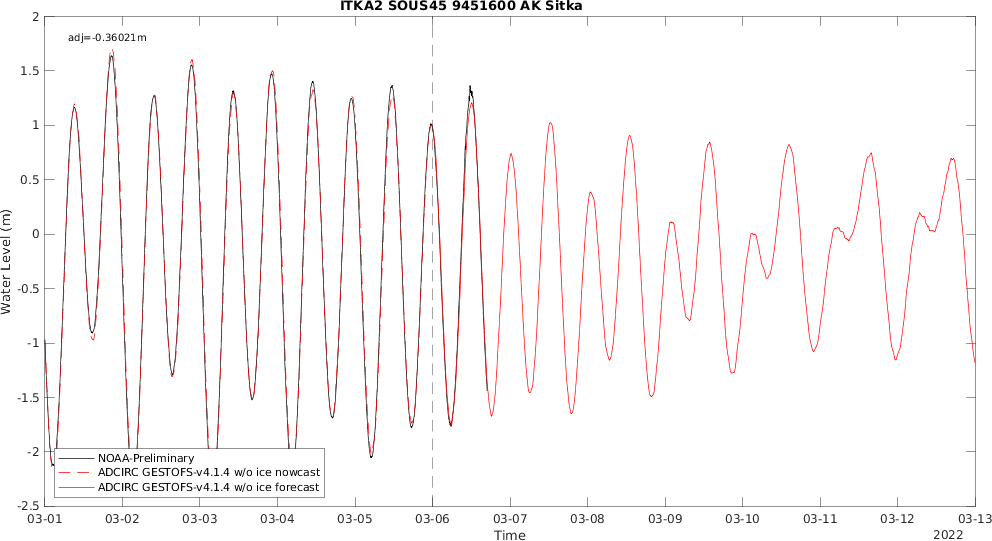 ITKA2 SOUS45 9451600 AK Sitka
adj=-0.36021m
Water Level (m)
2
1.5
1
0.5
0
-0.5
-1
-1.5
-2
-2.5
NOAA-Preliminary
ADCIRC GESTOFS-v4.1.4 w/o ice nowcast
ADCIRC GESTOFS-v4.1.4 w/o ice forecast
03-01 03-02 03-03 03-04 03-05 03-06 03-07 03-08 03-09 03-10 03-11 03-12 03-13
Time
2022